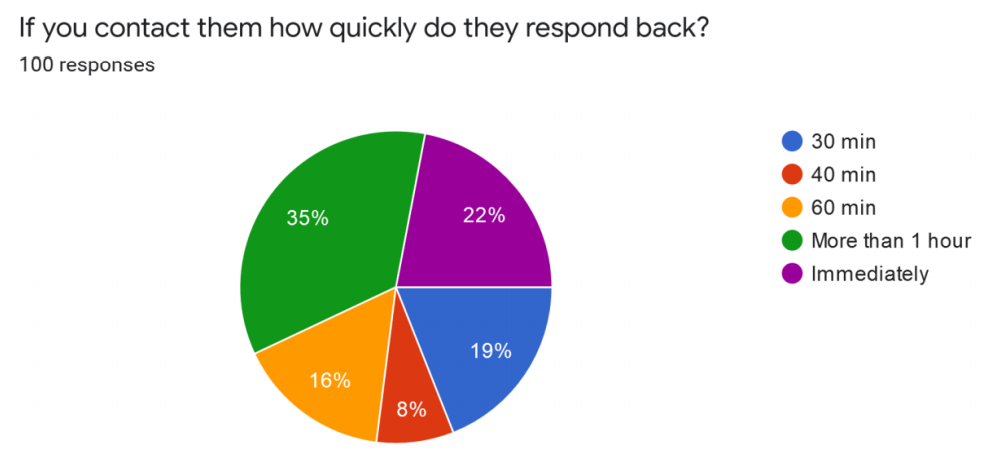 If you contact them how quickly do they respond back?
100 responses
35%
22%
19%
16%
8%
30 min
40 min
60 min
More than 1 hour
Immediately